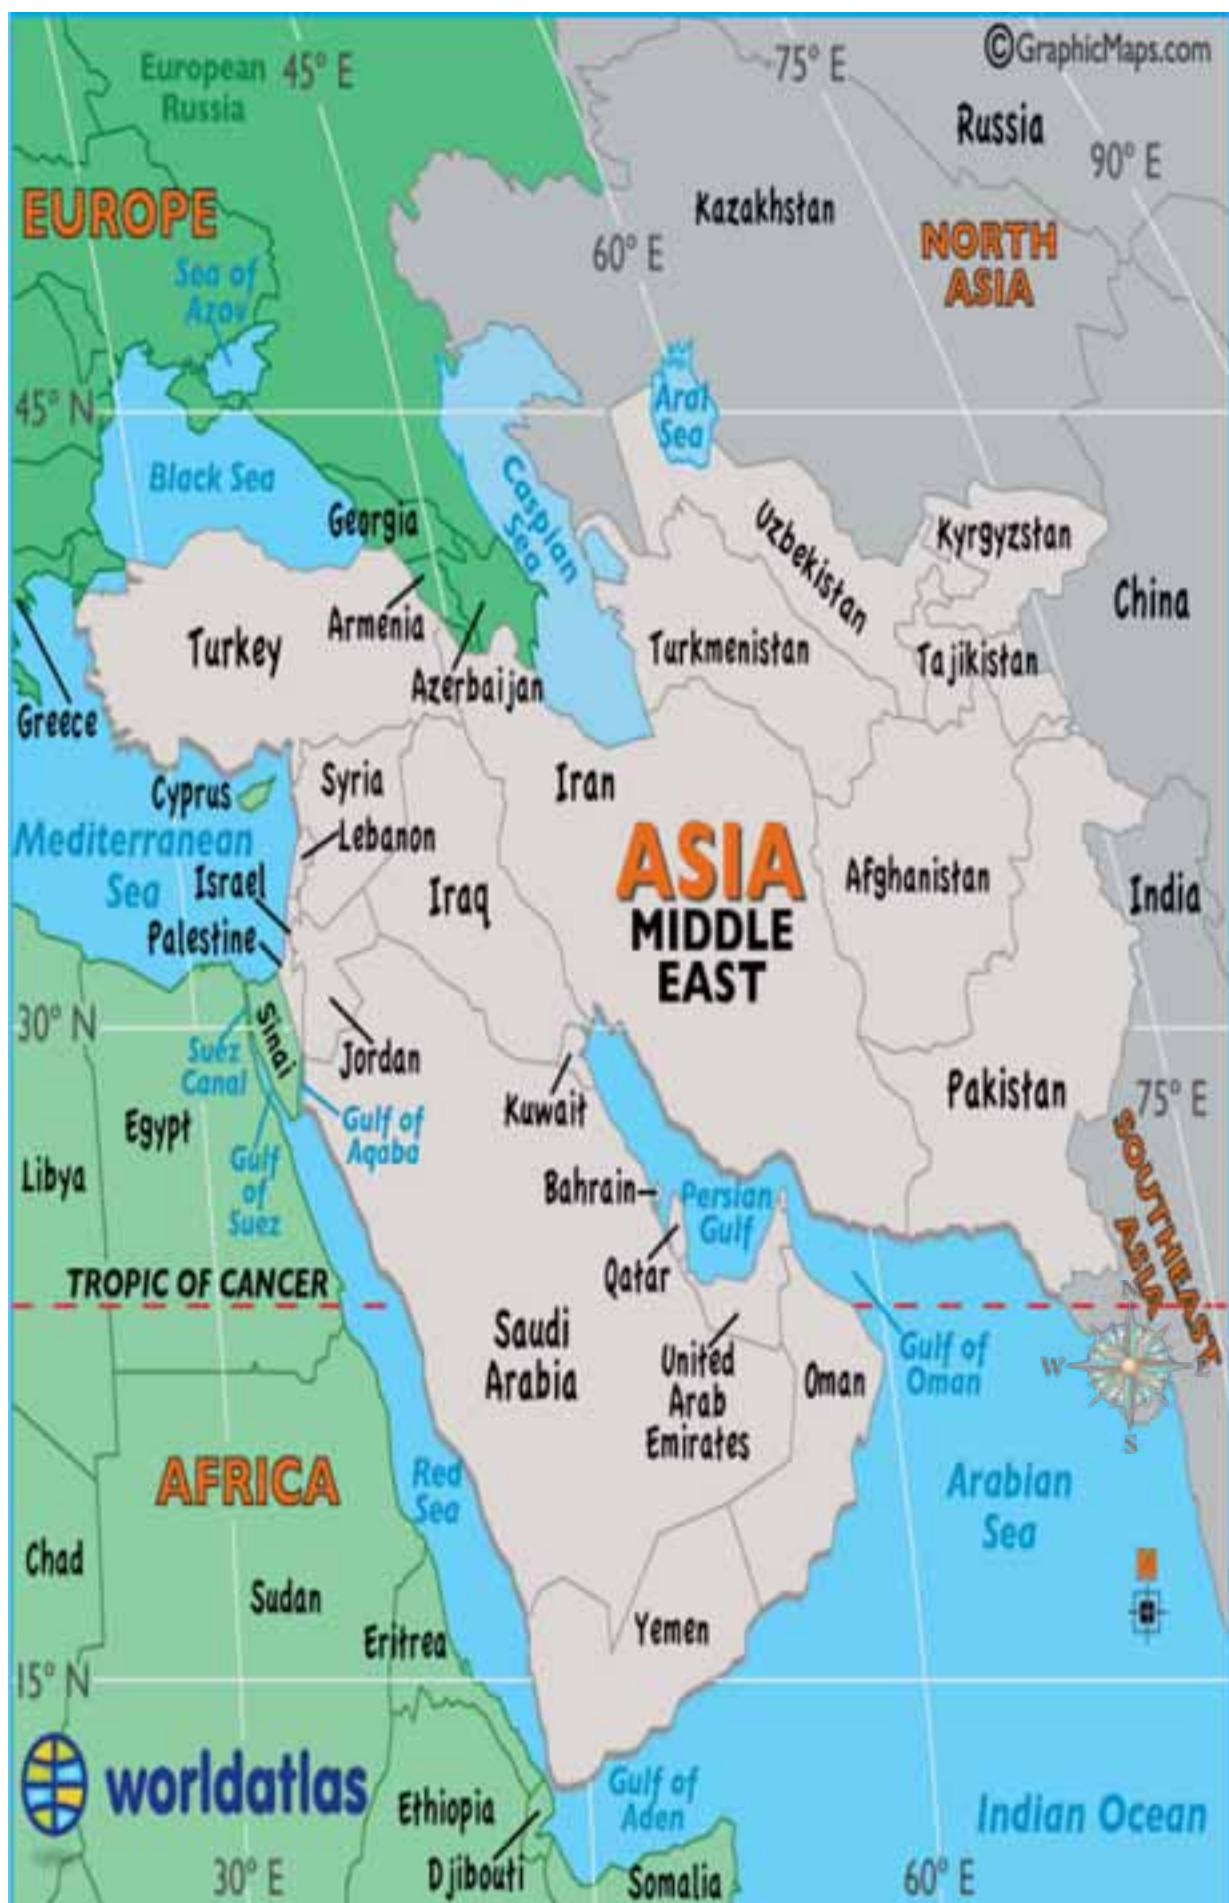 ©GraphicMaps.com
European
Russia
45° E
75° E
Russia
90° E
EUROPE
Kazakhstan
NORTH
ASIA
60° E
Sea of
Azov
45° N
Aral
Sea
Black Sea
Caspian
Sea
Georgia
Uzbekistan
Kyrgyzstan
China
Armenia
Turkey
Turkmenistan
Tajikistan
Azerbaijan
Greece
Cyprus
Syria
Iran
Mediterranean
Sea
Lebanon
ASIA
MIDDLE
EAST
Afghanistan
India
Israel
Iraq
Palestine
30° N
Sinai
Suez
Canal
Jordan
Kuwait
Pakistan
75° E
Egypt
Gulf of
Aqaba
Libya
Gulf
of
Suez
Bahrain
Persian
Gulf
SOUTHEAST
ASIA
Qatar
TROPIC OF CANCER
N
W
E
S
Saudi
Arabia
United
Arab
Emirates
Oman
Gulf of
Oman
AFRICA
Red
Sea
Arabian
Sea
Chad
Sudan
N
Eritrea
Yemen
15° N
worldatlas
Ethiopia
Gulf of
Aden
Indian Ocean
Djibouti
30° E
Somalia
60° E